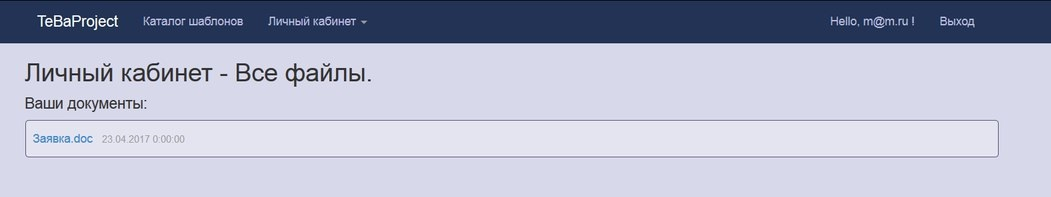 TeBaProject Каталог шаблонов Личный кабинет Hello, m@m.ru ! Выход
Личный кабинет - Все файлы.
Ваши документы:
Заявка.doc 23.04.2017 0:00:00